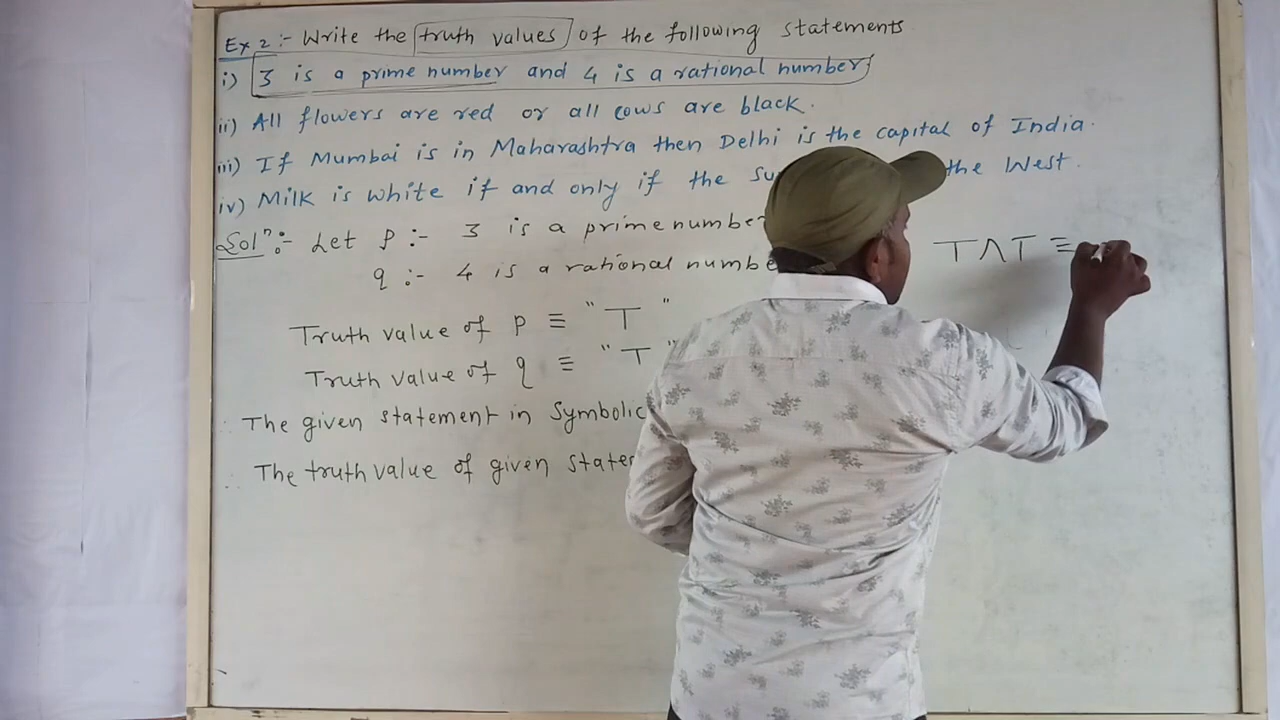 Ex 2 :- Write the truth values of the following statements
i) 3 is a prime number and 4 is a rational number
ii) All flowers are red or all cows are black.
iii) If Mumbai is in Maharashtra then Delhi is the capital of India.
iv) Milk is white if and only if the the West.
Solⁿ :- Let p :- 3 is a prime number
q :- 4 is a rational
T ∧ T ≡
Truth value of p ≡ "T"
Truth value of q ≡ "T"
∴ The given statement in Symbolic
∴ The truth value of given